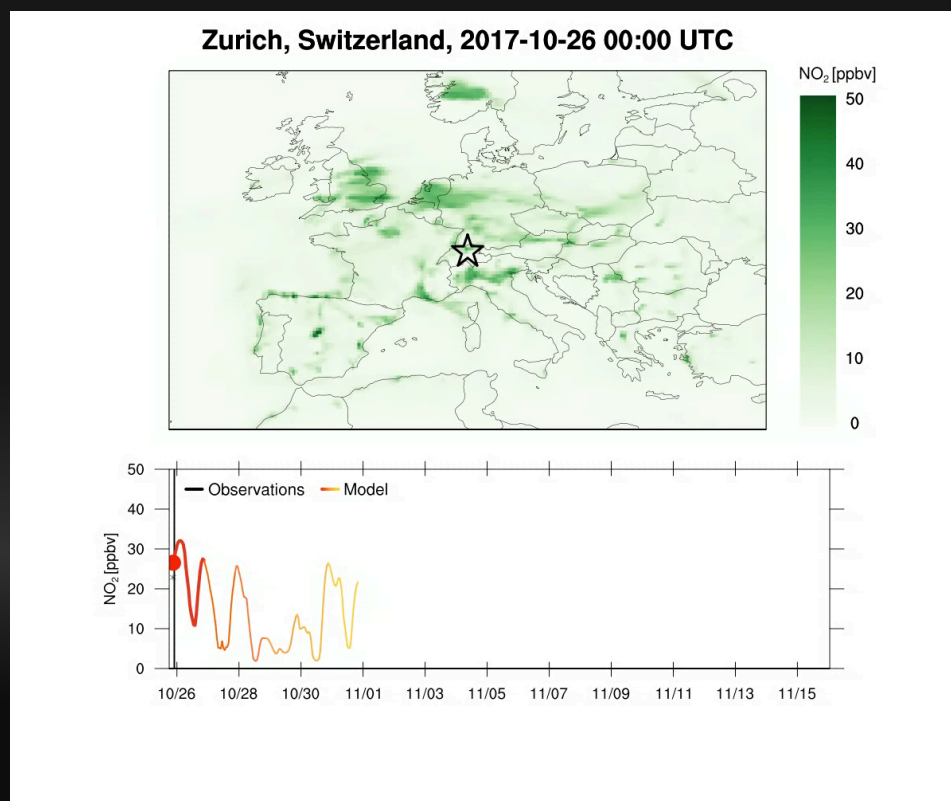 Zurich, Switzerland, 2017-10-26 00:00 UTC
NO₂ [ppbv]
50
40
30
20
10
0
50
40
30
20
10
0
NO₂ [ppbv]
Observations
Model
10/26 10/28 10/30 11/01 11/03 11/05 11/07 11/09 11/11 11/13 11/15